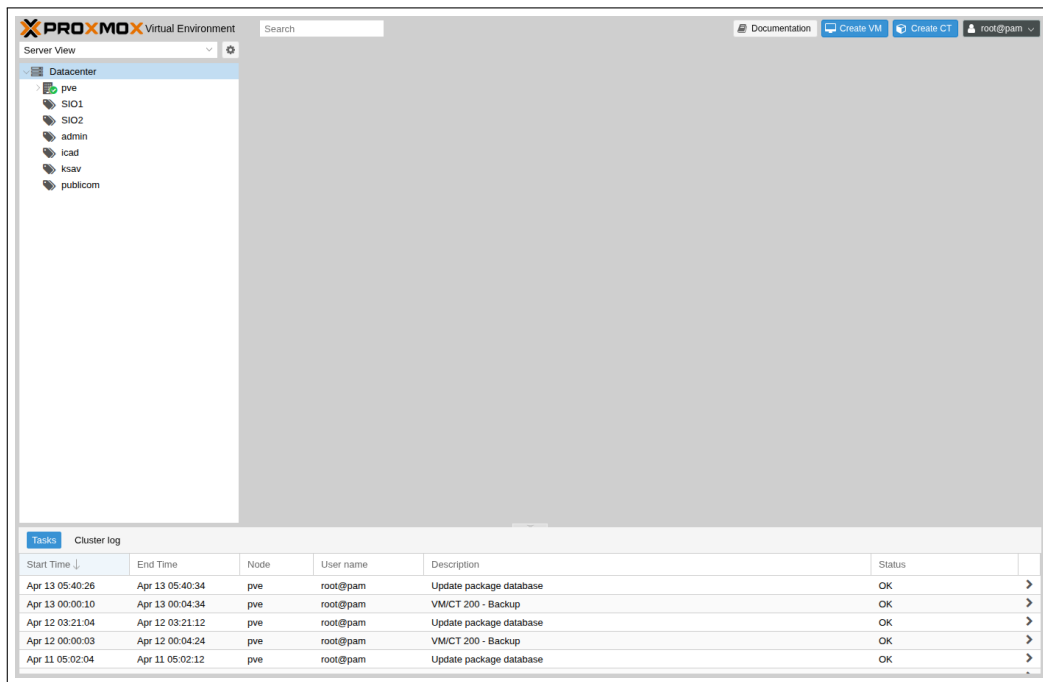 PROXMOX Virtual Environment Search Documentation Create VM Create CT root@pam
Server View
Datacenter
pve
SIO1
SIO2
admin
icad
ksav
publicom
Tasks Cluster log
Start Time End Time Node User name Description Status
Apr 13 05:40:26 Apr 13 05:40:34 pve root@pam Update package database OK
Apr 13 00:00:10 Apr 13 00:04:34 pve root@pam VM/CT 200 - Backup OK
Apr 12 03:21:04 Apr 12 03:21:12 pve root@pam Update package database OK
Apr 12 00:00:03 Apr 12 00:04:24 pve root@pam VM/CT 200 - Backup OK
Apr 11 05:02:04 Apr 11 05:02:12 pve root@pam Update package database OK